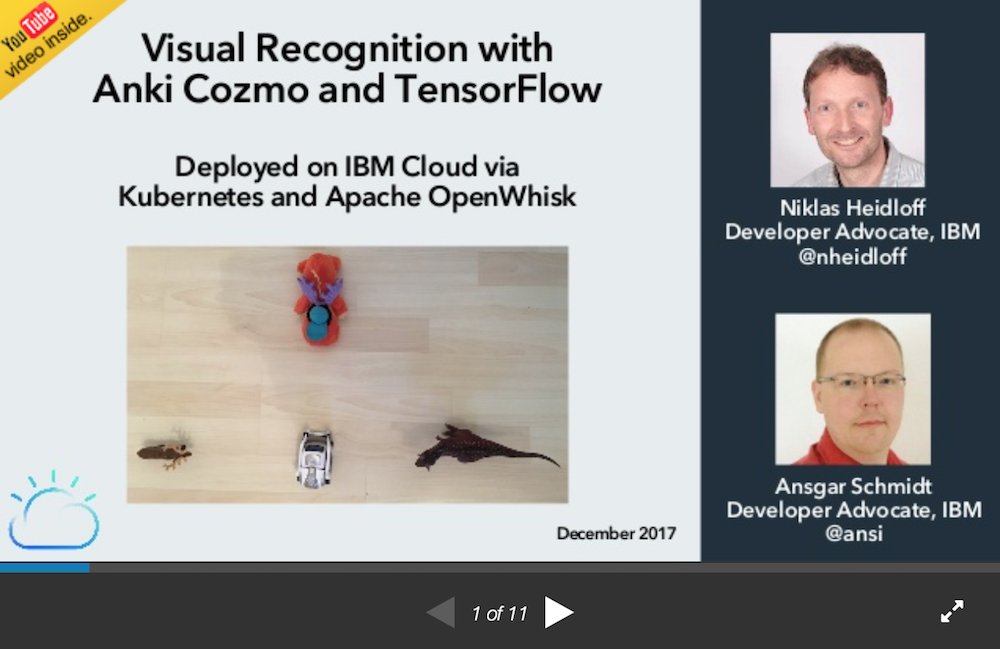 YouTube
video inside.
Visual Recognition with
Anki Cozmo and TensorFlow
Deployed on IBM Cloud via
Kubernetes and Apache OpenWhisk
December 2017
Niklas Heidloff
Developer Advocate, IBM
@nheidloff
Ansgar Schmidt
Developer Advocate, IBM
@ansi
1 of 11